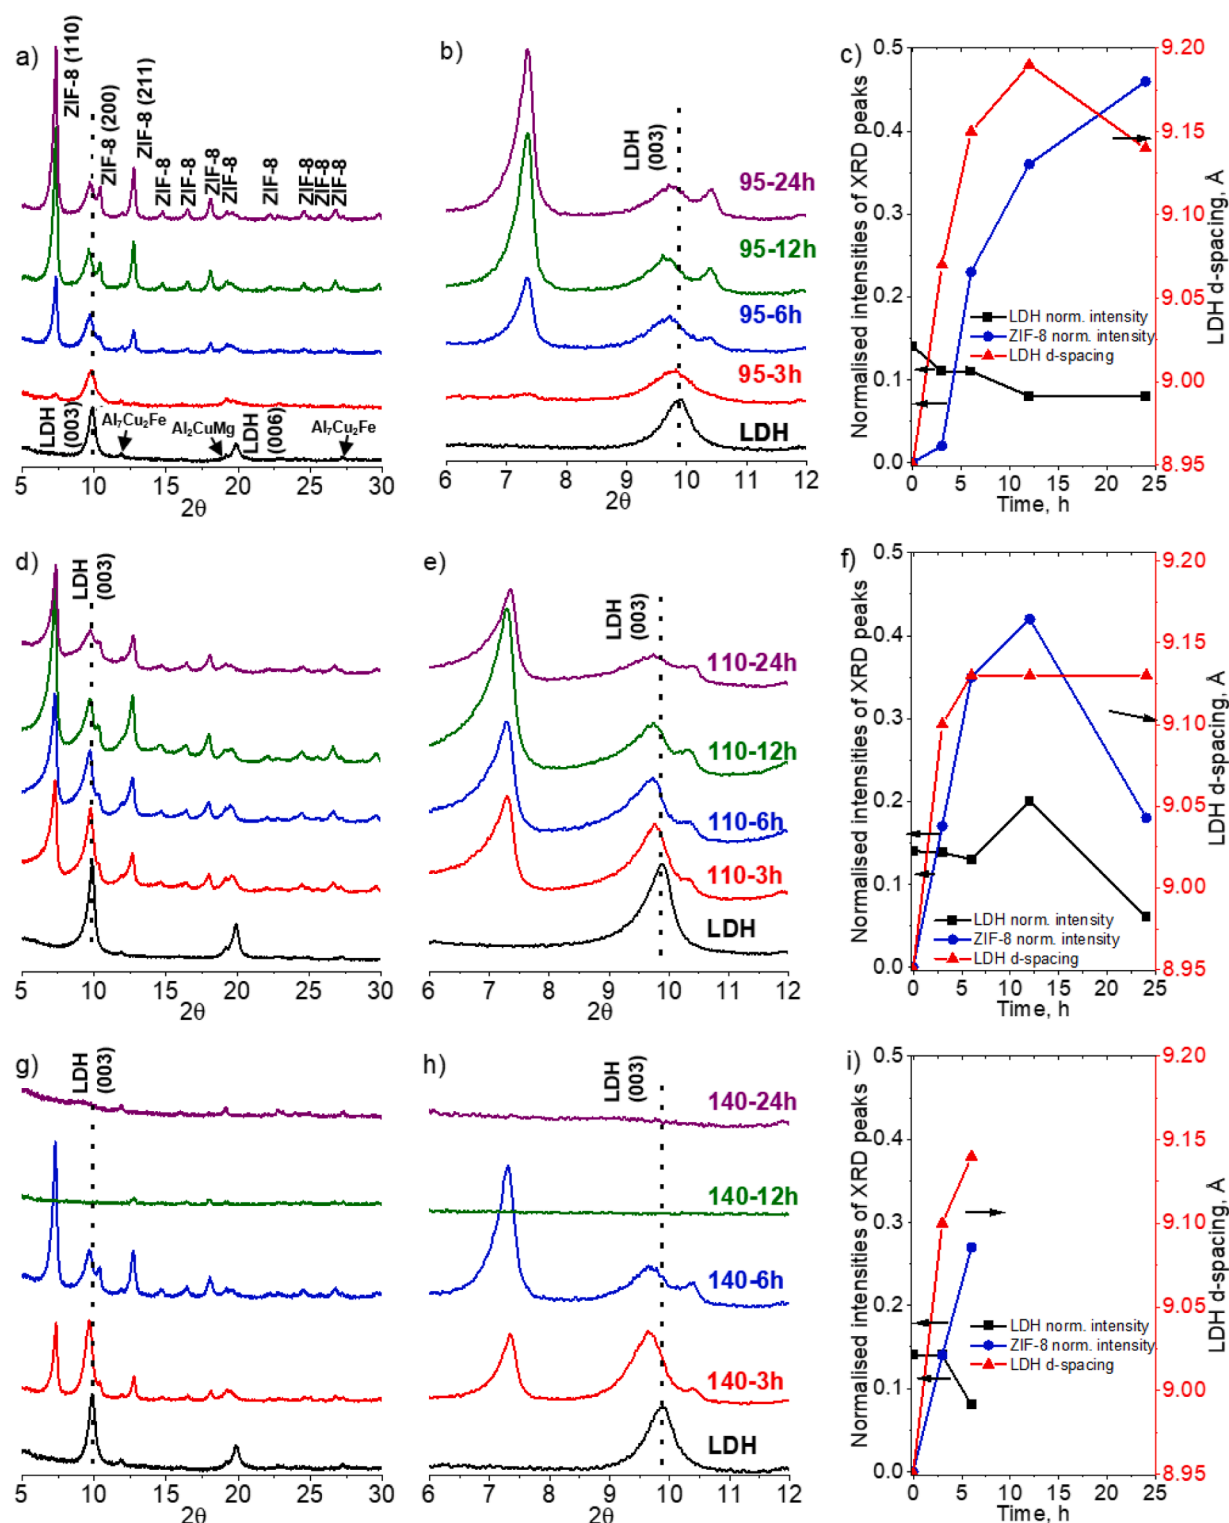 a)
ZIF-8 (110)
ZIF-8 (200)
ZIF-8 (211)
ZIF-8
ZIF-8
ZIF-8
ZIF-8
ZIF-8
ZIF-8
ZIF-8
ZIF-8
LDH
(003)
Al₇Cu₂Fe
Al₂CuMg
LDH
(006)
Al₇Cu₂Fe
5 10 15 20 25 30
2θ
b)
LDH
(003)
95-24h
95-12h
95-6h
95-3h
LDH
6 7 8 9 10 11 12
2θ
c)
Normalised intensities of XRD peaks
0.5
0.4
0.3
0.2
0.1
0.0
LDH norm. intensity
ZIF-8 norm. intensity
LDH d-spacing
0 5 10 15 20 25
Time, h
9.20
9.15
9.10
9.05
9.00
8.95
LDH d-spacing, Å
d)
LDH
(003)
5 10 15 20 25 30
2θ
e)
LDH
(003)
110-24h
110-12h
110-6h
110-3h
LDH
6 7 8 9 10 11 12
2θ
f)
Normalised intensities of XRD peaks
0.5
0.4
0.3
0.2
0.1
0.0
LDH norm. intensity
ZIF-8 norm. intensity
LDH d-spacing
0 5 10 15 20 25
Time, h
9.20
9.15
9.10
9.05
9.00
8.95
LDH d-spacing, Å
g)
LDH
(003)
5 10 15 20 25 30
2θ
h)
LDH
(003)
140-24h
140-12h
140-6h
140-3h
LDH
6 7 8 9 10 11 12
2θ
i)
Normalised intensities of XRD peaks
0.5
0.4
0.3
0.2
0.1
0.0
LDH norm. intensity
ZIF-8 norm. intensity
LDH d-spacing
0 5 10 15 20 25
Time, h
9.20
9.15
9.10
9.05
9.00
8.95
LDH d-spacing, Å